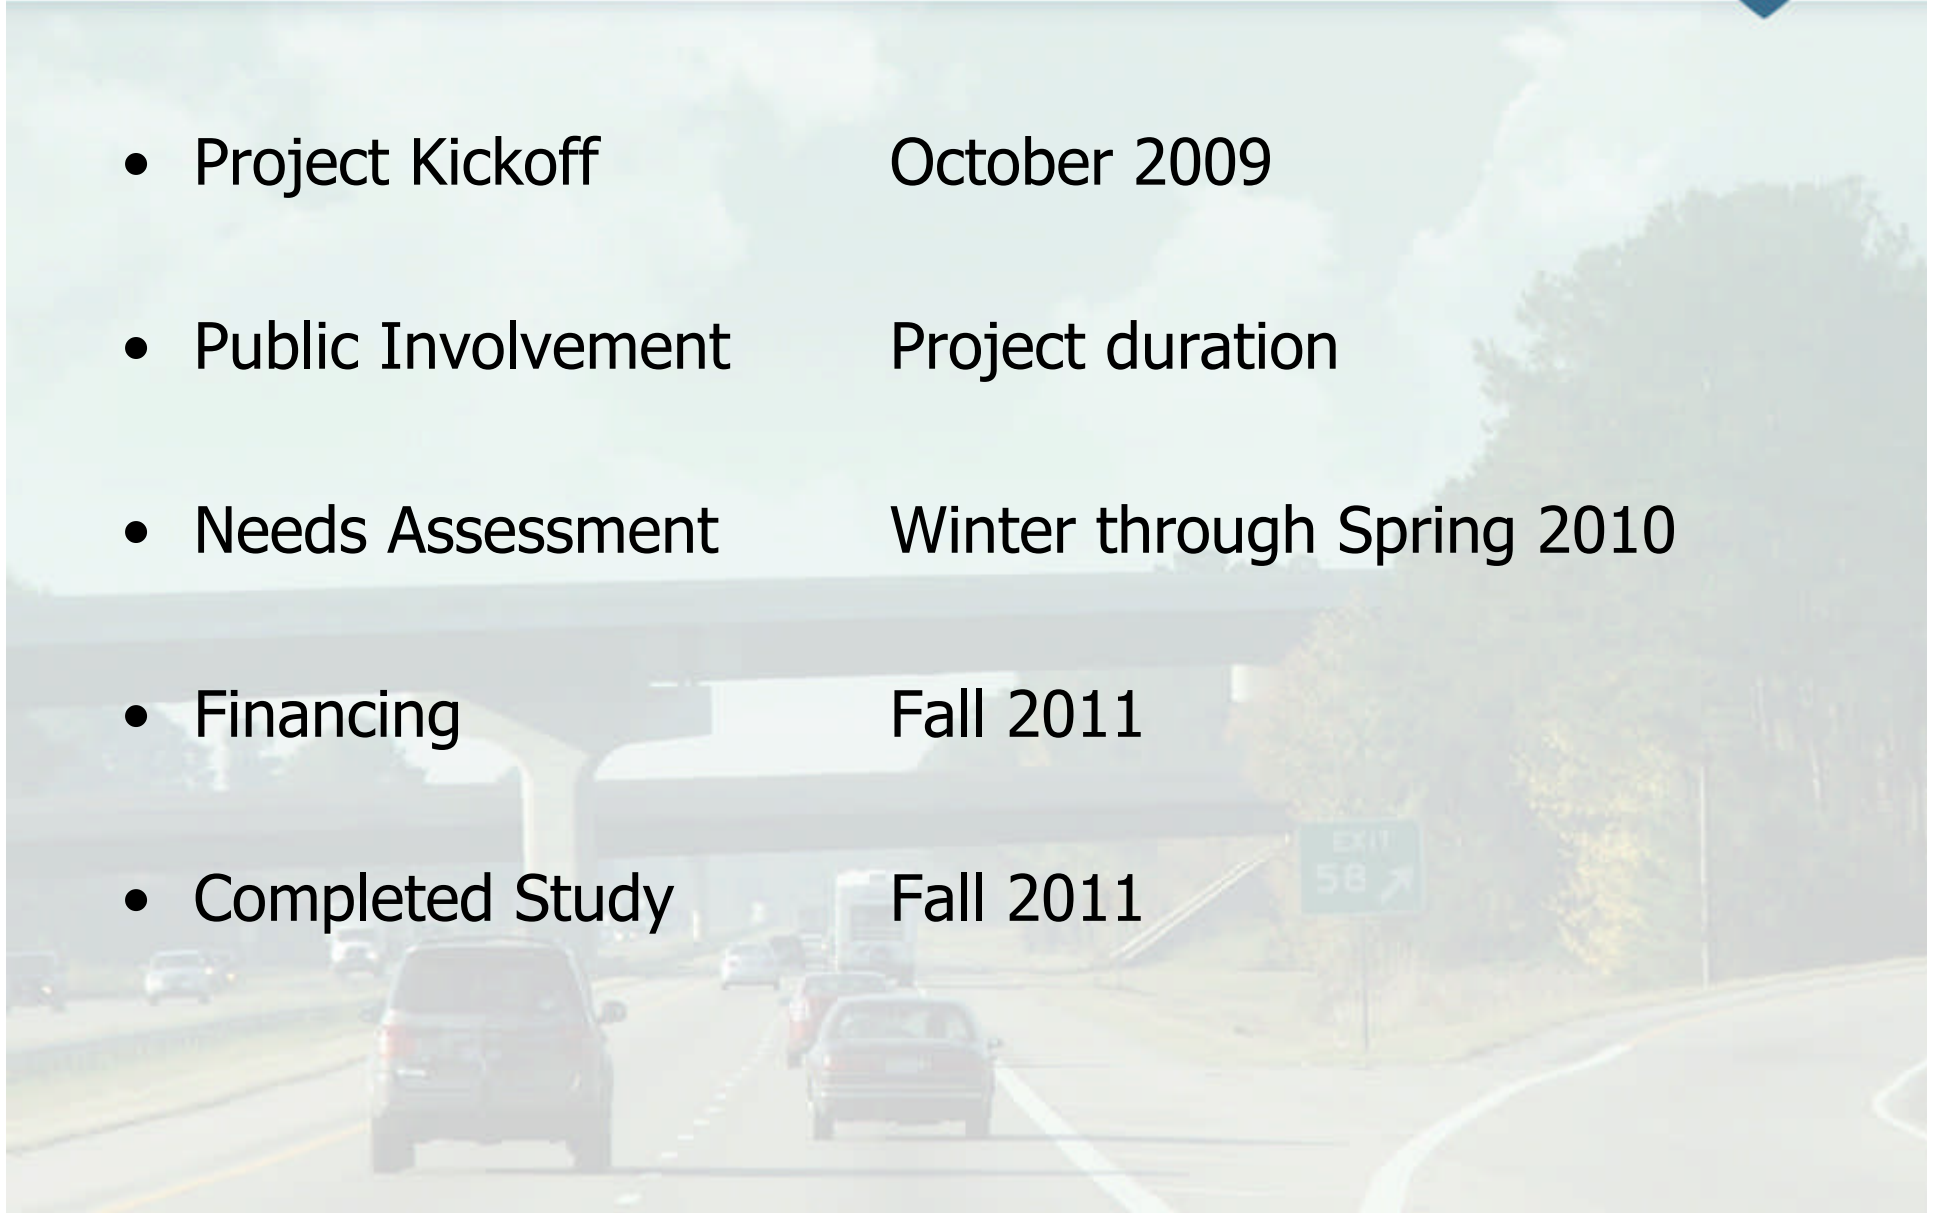 • Project Kickoff October 2009
• Public Involvement Project duration
• Needs Assessment Winter through Spring 2010
• Financing Fall 2011
• Completed Study Fall 2011
EXIT
58